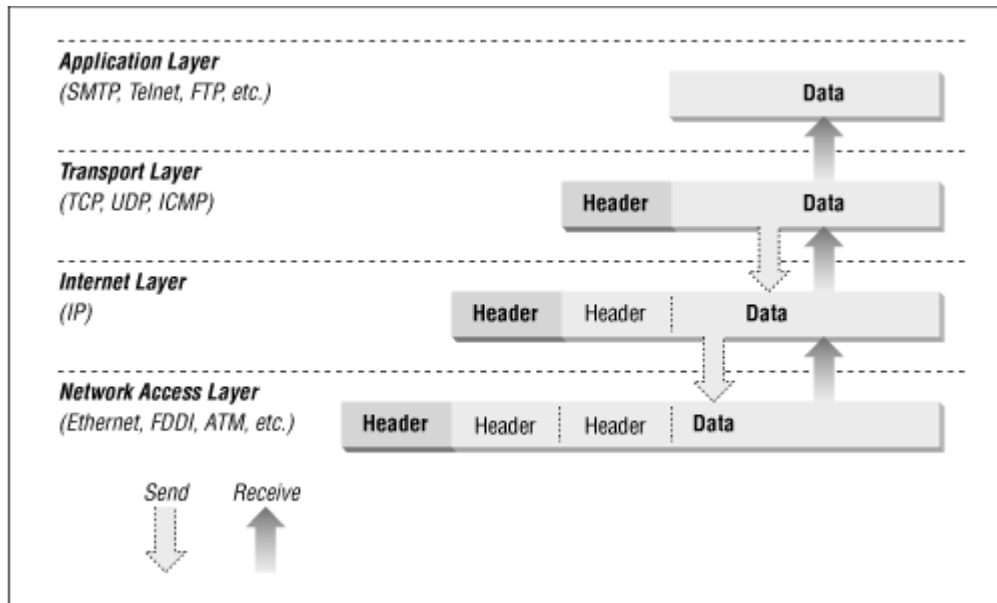 Application Layer
(SMTP, Telnet, FTP, etc.)
Data
Transport Layer
(TCP, UDP, ICMP)
Header Data
Internet Layer
(IP)
Header Header Data
Network Access Layer
(Ethernet, FDDI, ATM, etc.)
Header Header Header Data
Send Receive